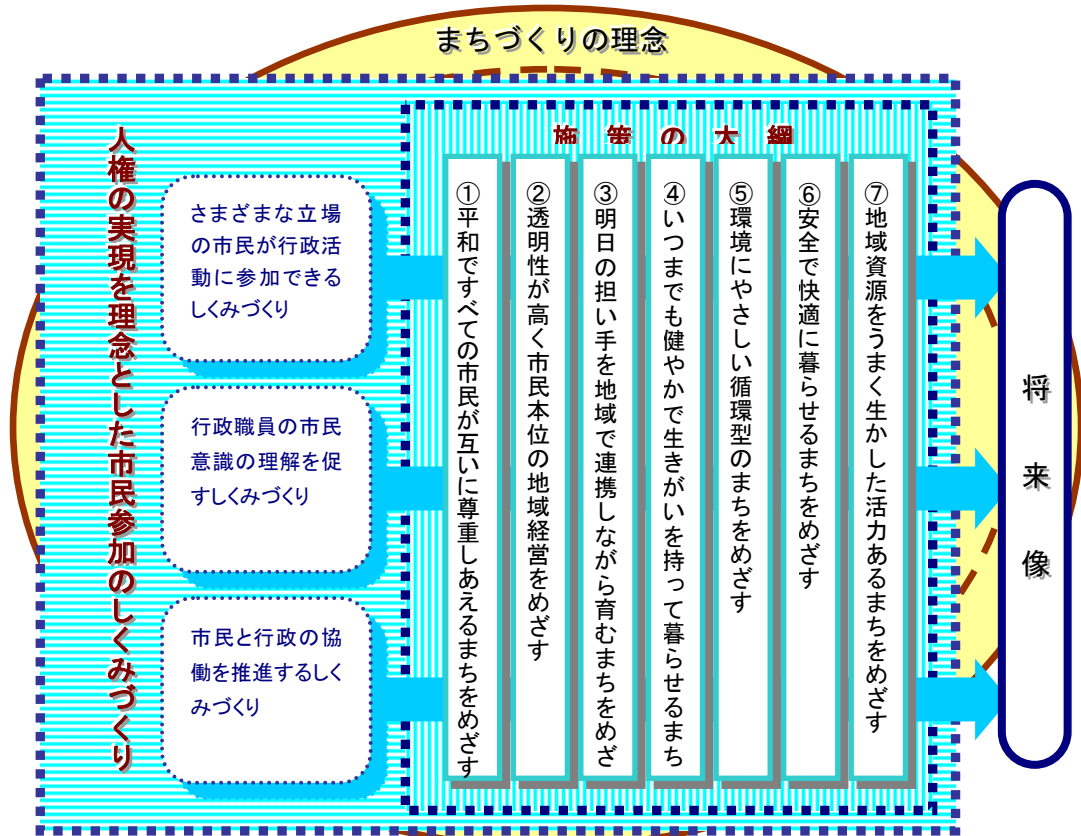 まちづくりの理念
人権の実現を理念とした市民参加のしくみづくり
さまざまな立場
の市民が行政活
動に参加できる
しくみづくり
行政職員の市民
意識の理解を促
すしくみづくり
市民と行政の協
働を推進するしく
みづくり
施策の大綱
①平和ですべての市民が互いに尊重しあえるまちをめざす
②透明性が高く市民本位の地域経営をめざす
③明日の担い手を地域で連携しながら育むまちをめざ
④いつまでも健やかで生きがいを持って暮らせるまち
⑤環境にやさしい循環型のまちをめざす
⑥安全で快適に暮らせるまちをめざす
⑦地域資源をうまく生かした活力あるまちをめざす
将来像